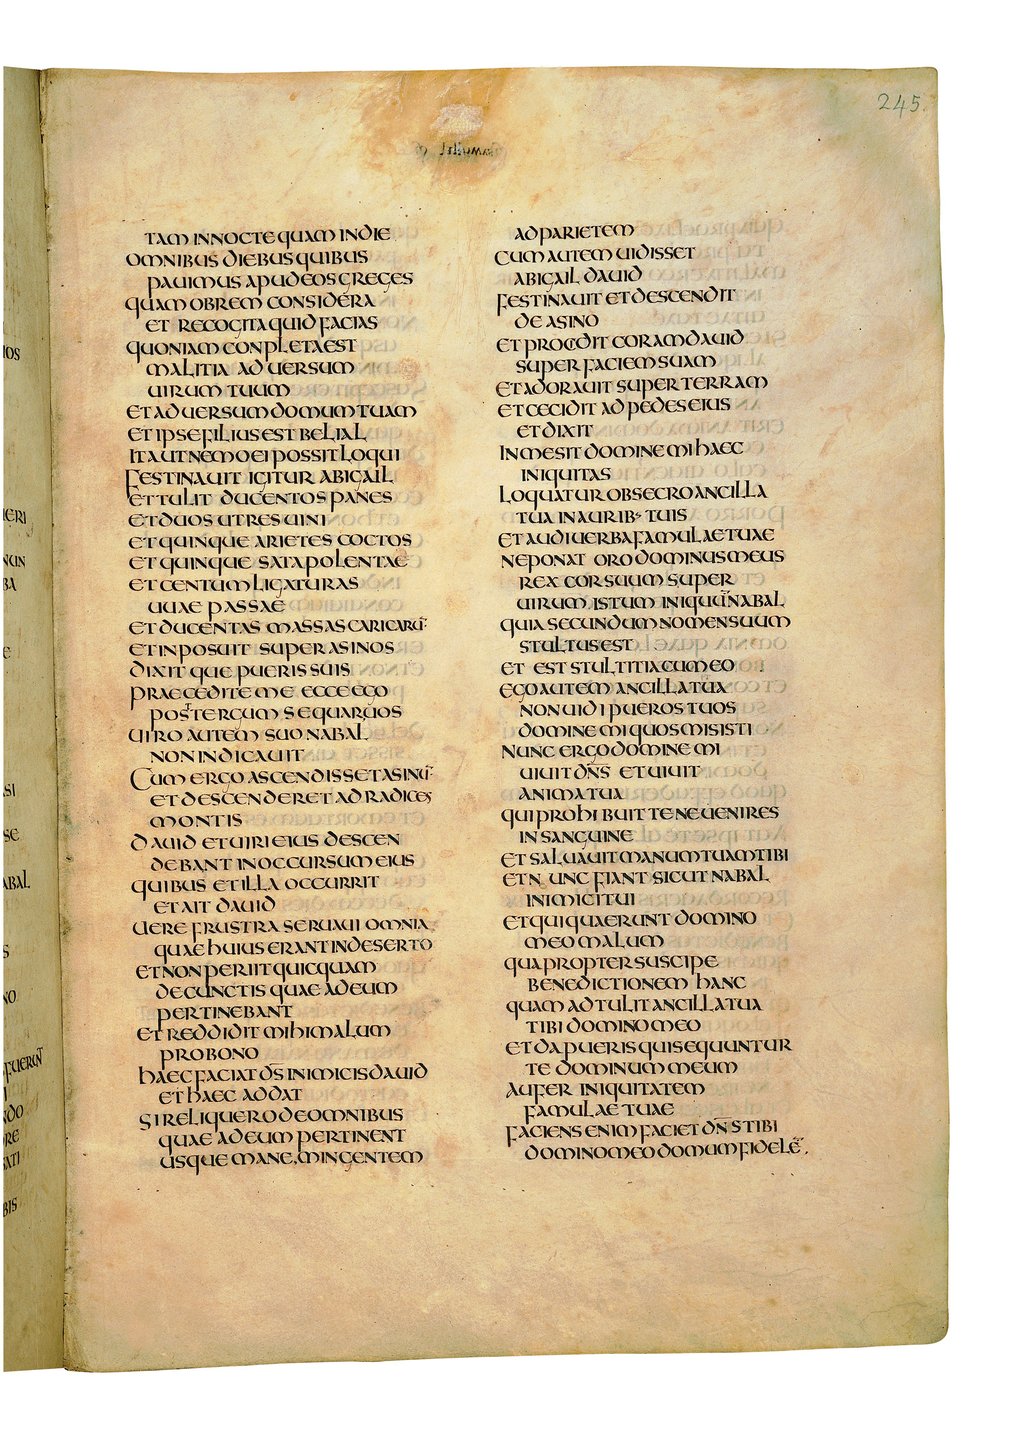 245
TAM IN NOCTE QUAM IN DIE
OMNIBUS DIEBUS QUIBUS
PAVIMUS APUD EOS GREGES
QUAM OBREM CONSIDERA
ET RECOGITA QUID FACIAS
QUONIAM CONPLETA EST
MALITIA ADUERSUM
UIRUM TUUM
ET ADUERSUM DOMUM TUAM
ET IPSE FILIUS EST BELIAL
ITA UT NEMO EI POSSIT LOQUI
FESTINAUIT IGITUR ABIGAIL
ET TULIT DUCENTOS PANES
ET DUOS UTRES UINI
ET QUINQUE ARIETES COCTOS
ET QUINQUE SATA POLENTAE
ET CENTUM LIGATURAS
UUAE PASSAE
ET DUCENTAS MASSAS CARICARŪ
ET INPOSUIT SUPER ASINOS
DIXIT QUE PUERIS SUIS
PRAECEDITE ME ECCE EGO
POST TERGUM SEQUAR UOS
UIRO AUTEM SUO NABAL
NON INDICAUIT
CUM ERGO ASCENDISSET ASINŪ
ET DESCENDERET AD RADICES
MONTIS
DAUID ET UIRI EIUS DESCEN
DEBANT IN OCCURSUM EIUS
QUIBUS ET ILLA OCCURRIT
ET AIT DAUID
UERE FRUSTRA SERUAUI OMNIA
QUAE HUIUS ERANT IN DESERTO
ET NON PERIIT QUICQUAM
DE CUNCTIS QUAE AD EUM
PERTINEBANT
ET REDDIDIT MIHI MALUM
PRO BONO
HAEC FACIAT D̄S INIMICIS DAUID
ET HAEC ADDAT
SI RELIQUERO DE OMNIBUS
QUAE AD EUM PERTINENT
USQUE MANE, MINGENTEM
AD PARIETEM
CUM AUTEM UIDISSET
ABIGAIL DAUID
FESTINAUIT ET DESCENDIT
DE ASINO
ET PROCIDIT CORAM DAUID
SUPER FACIEM SUAM
ET ADORAUIT SUPER TERRAM
ET CECIDIT AD PEDES EIUS
ET DIXIT
IN ME SIT DOMINE MI HAEC
INIQUITAS
LOQUATUR OBSECRO ANCILLA
TUA IN AURIB· TUIS
ET AUDI UERBA FAMULAE TUAE
NE PONAT ORO DOMINUS MEUS
REX COR SUUM SUPER
UIRUM ISTUM INIQUŪ NABAL
QUIA SECUNDUM NOMEN SUUM
STULTUS EST
ET EST STULTITIA CUM EO
EGO AUTEM ANCILLA TUA
NON UIDI PUEROS TUOS
DOMINE MI QUOS MISISTI
NUNC ERGO DOMINE MI
UIUIT D̄N̄S ET UIUIT
ANIMA TUA
QUI PROHIBUIT TE NE UENIRES
IN SANGUINE
ET SALUAUIT MANUM TUAM TIBI
ET NUNC FIANT SICUT NABAL
INIMICI TUI
ET QUI QUAERUNT DOMINO
MEO MALUM
QUAPROPTER SUSCIPE
BENEDICTIONEM HANC
QUAM ADTULIT ANCILLA TUA
TIBI DOMINO MEO
ET DA PUERIS QUI SEQUUNTUR
TE DOMINUM MEUM
AUFER INIQUITATEM
FAMULAE TUAE
FACIENS ENIM FACIET D̄N̄S TIBI
DOMINO MEO DOMUM FIDELĒ.